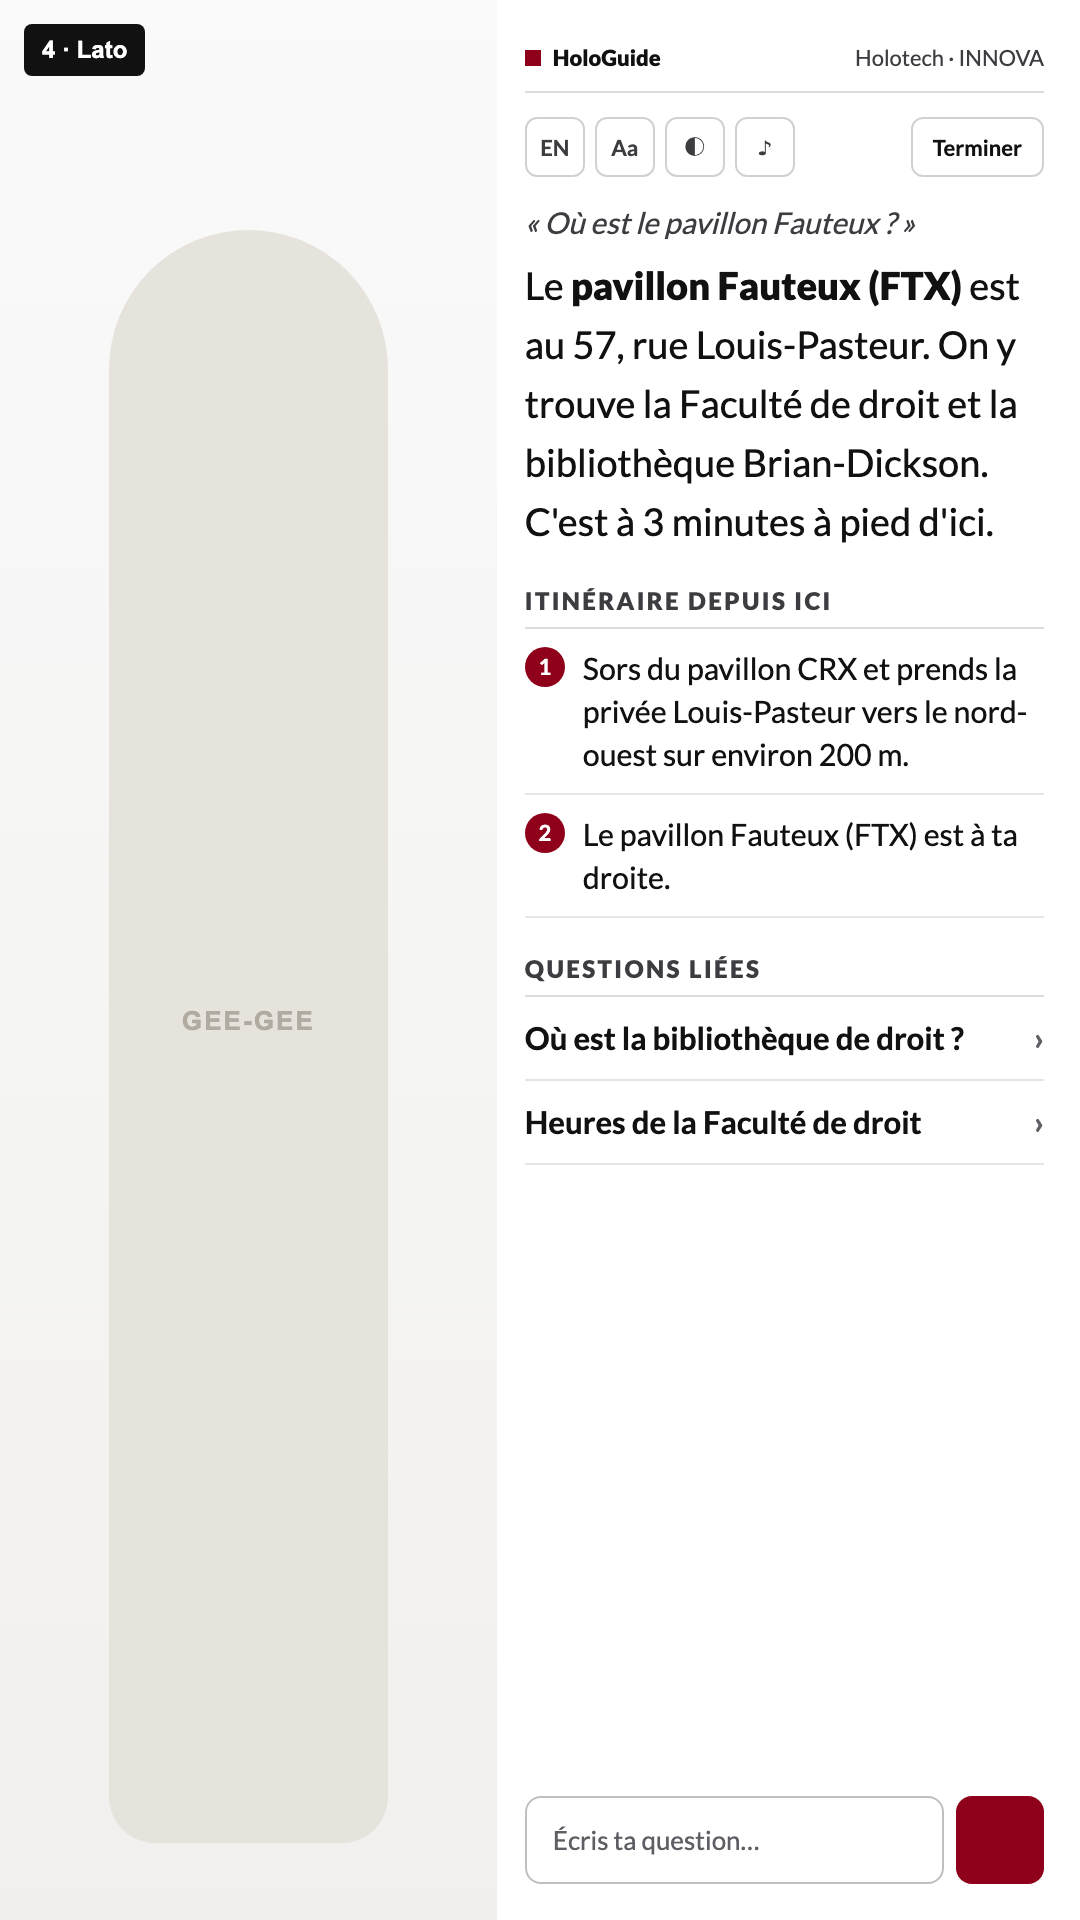 4 · Lato
HoloGuide
Holotech · INNOVA
EN
Aa
Terminer
« Où est le pavillon Fauteux ? »
Le pavillon Fauteux (FTX) est
au 57, rue Louis-Pasteur. On y
trouve la Faculté de droit et la
bibliothèque Brian-Dickson.
C'est à 3 minutes à pied d'ici.
ITINÉRAIRE DEPUIS ICI
1 Sors du pavillon CRX et prends la
privée Louis-Pasteur vers le nord-
ouest sur environ 200 m.
2 Le pavillon Fauteux (FTX) est à ta
droite.
QUESTIONS LIÉES
Où est la bibliothèque de droit ? ›
Heures de la Faculté de droit ›
GEE-GEE
Écris ta question...